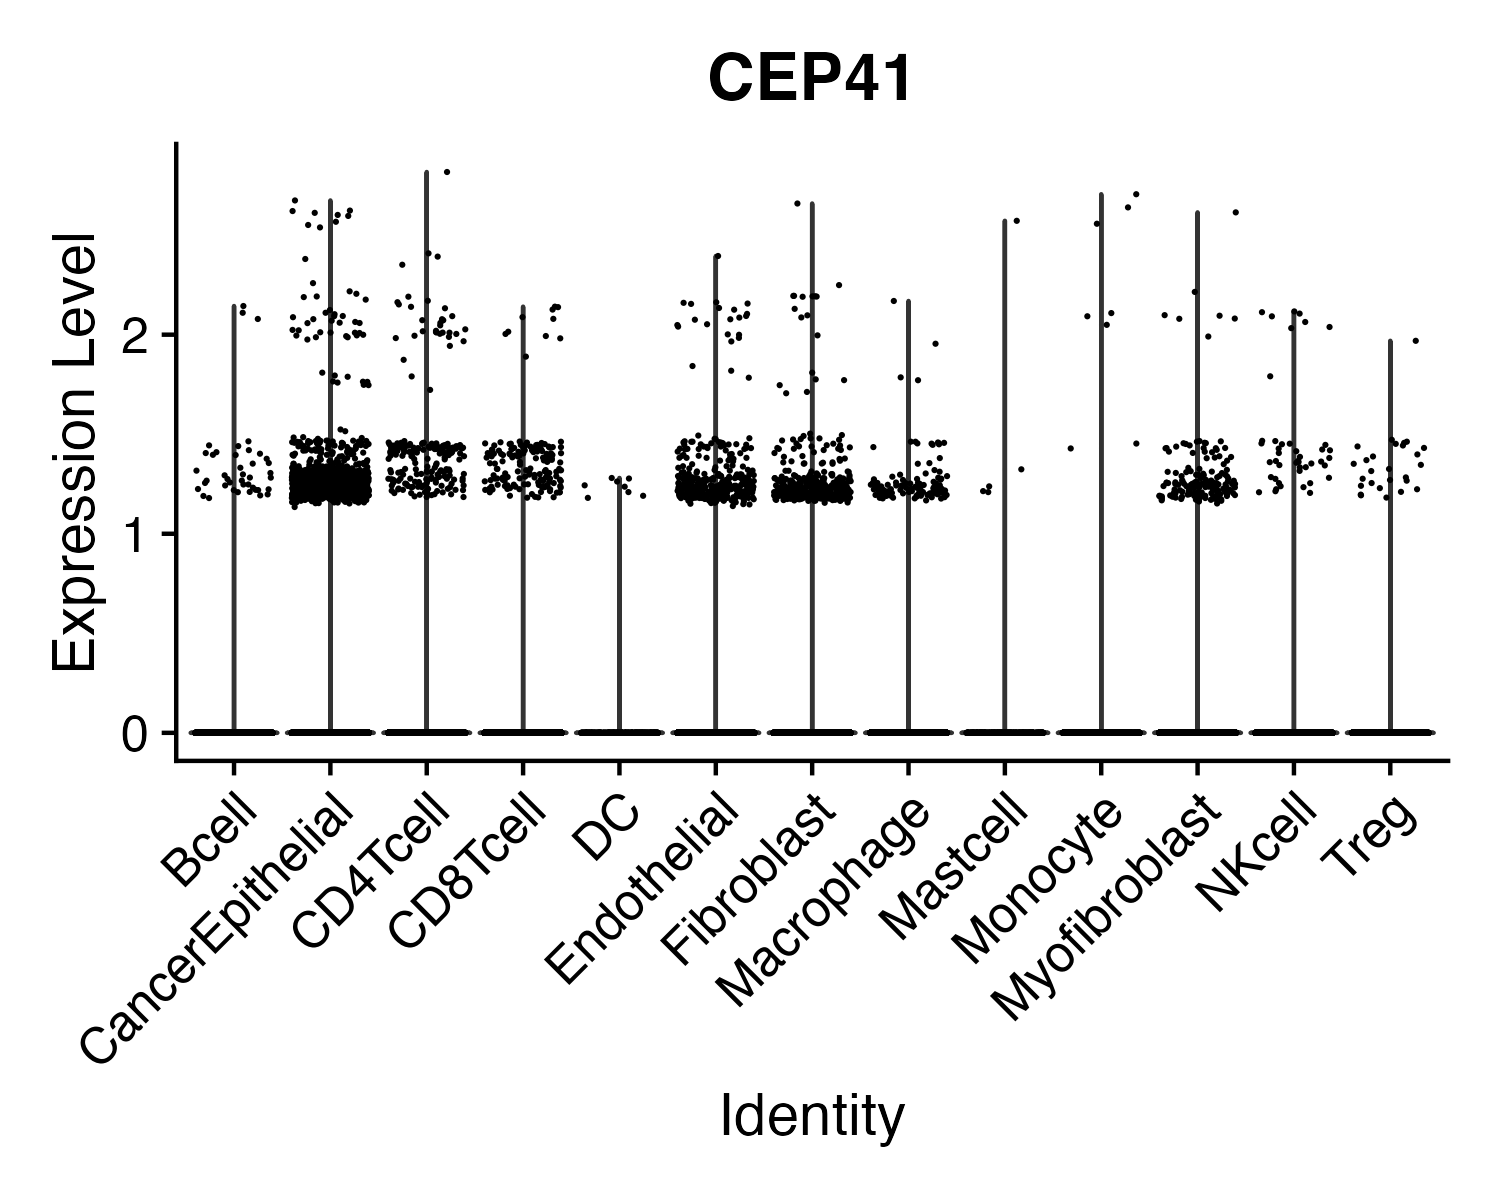 CEP41
Expression Level
2
1
0
Bcell
CancerEpithelial
CD4Tcell
CD8Tcell
DC
Endothelial
Fibroblast
Macrophage
Mastcell
Monocyte
Myofibroblast
NKcell
Treg
Identity